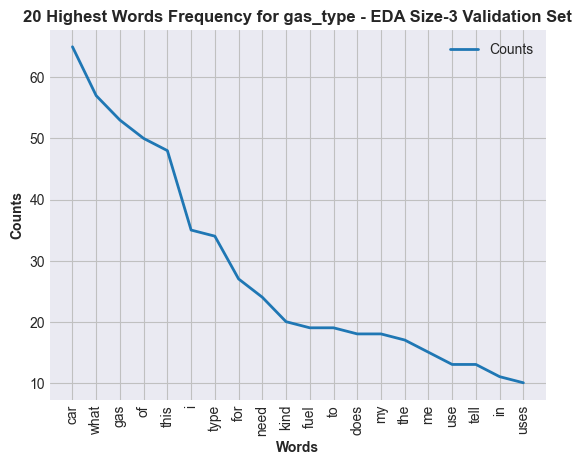 20 Highest Words Frequency for gas_type - EDA Size-3 Validation Set
Counts
60
50
40
30
20
10
Counts
car
what
gas
of
this
i
type
for
need
kind
fuel
to
does
my
the
me
use
tell
in
uses
Words